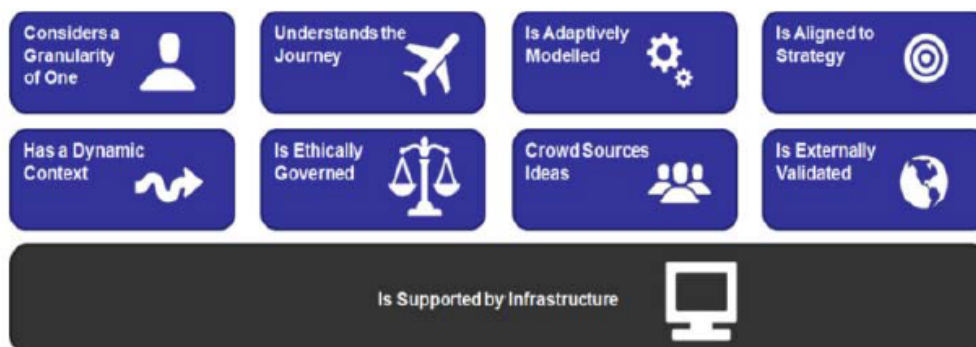 Considers a
Granularity
of One
Understands the
Journey
Is Adaptively
Modelled
Is Aligned to
Strategy
Has a Dynamic
Context
Is Ethically
Governed
Crowd Sources
Ideas
Is Externally
Validated
Is Supported by Infrastructure